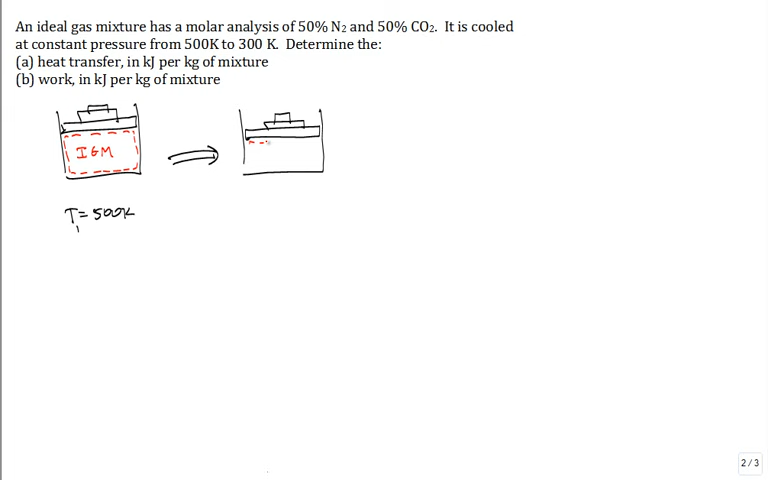 An ideal gas mixture has a molar analysis of 50% N₂ and 50% CO₂. It is cooled
at constant pressure from 500K to 300 K. Determine the:
(a) heat transfer, in kJ per kg of mixture
(b) work, in kJ per kg of mixture
IGM
T₁ = 500K
2 / 3